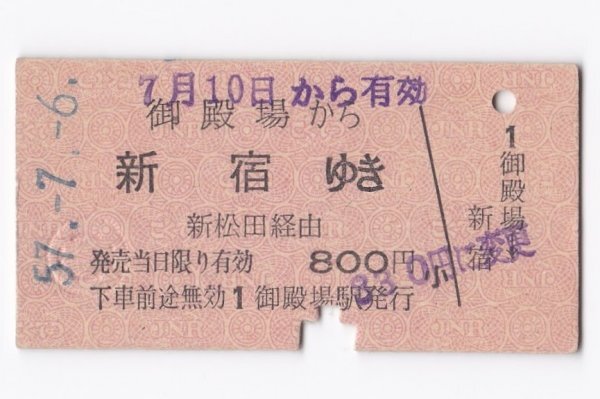 57.-7.-6.
7月10日から有効
御殿場から
新宿ゆき
新松田経由
発売当日限り有効 800円
下車前途無効 1 御殿場駅発行
小
830円に変更
1 御殿場
新宿